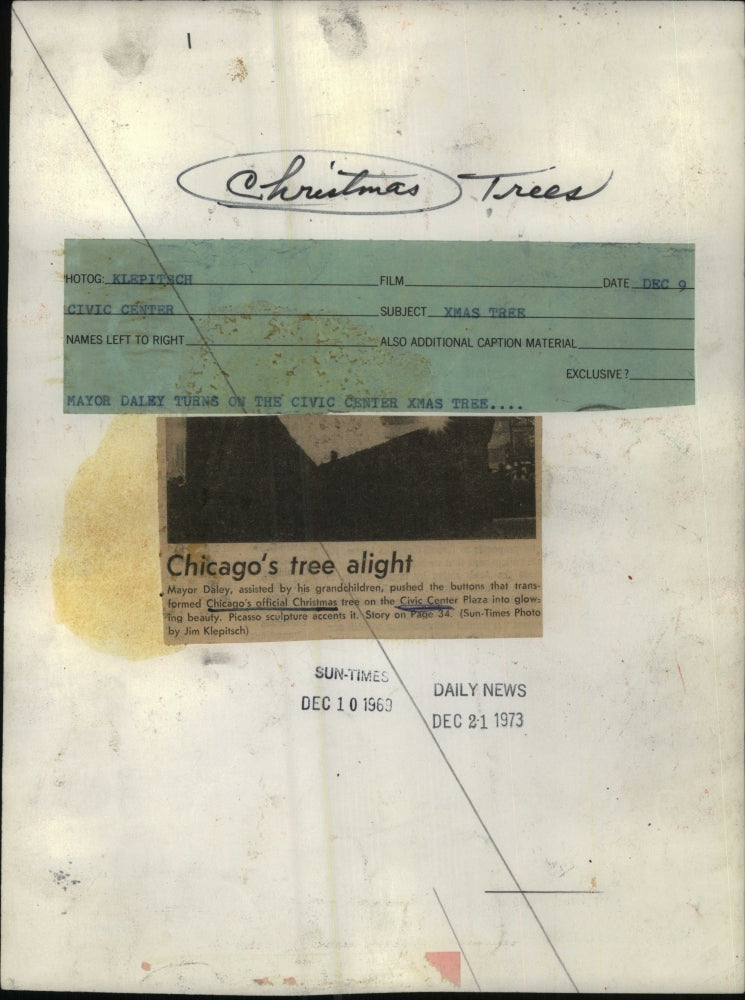 Christmas Trees
HOTOG: KLEPITSCH FILM DATE DEC 9
CIVIC CENTER SUBJECT XMAS TREE
NAMES LEFT TO RIGHT ALSO ADDITIONAL CAPTION MATERIAL
EXCLUSIVE?
MAYOR DALEY TURNS ON THE CIVIC CENTER XMAS TREE....
Chicago's tree alight
Mayor Daley, assisted by his grandchildren, pushed the buttons that trans-
formed Chicago's official Christmas tree on the Civic Center Plaza into glow-
ing beauty. Picasso sculpture accents it. Story on Page 34. (Sun-Times Photo
by Jim Klepitsch)
SUN-TIMES
DEC 10 1969
DAILY NEWS
DEC 21 1973